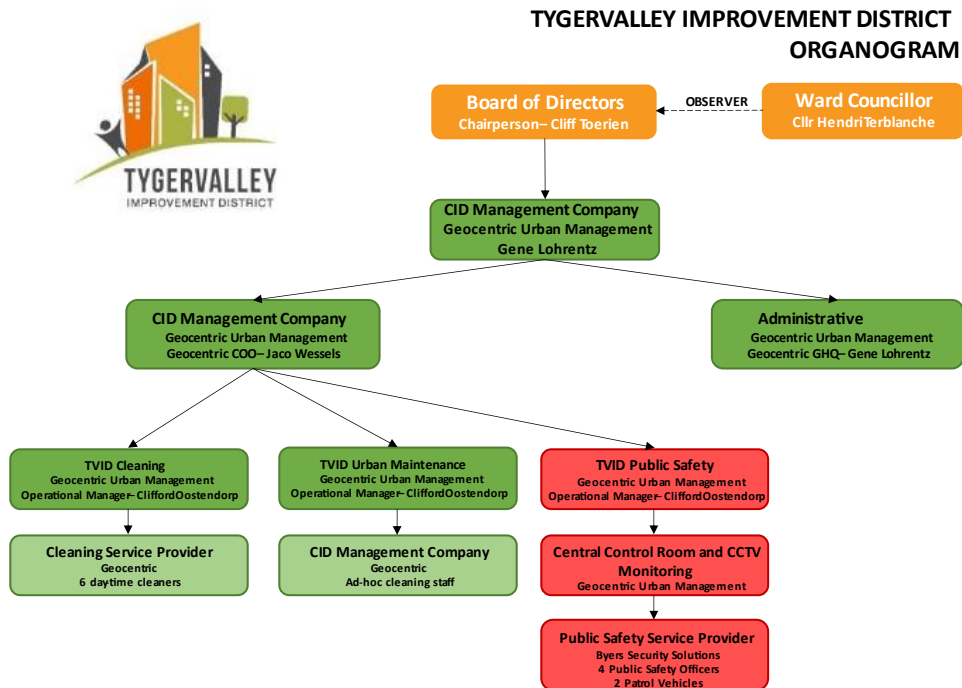 TYGERVALLEY IMPROVEMENT DISTRICT
ORGANOGRAM
TYGERVALLEY
IMPROVEMENT DISTRICT
Board of Directors
Chairperson– Cliff Toerien
OBSERVER
Ward Councillor
Cllr HendriTerblanche
CID Management Company
Geocentric Urban Management
Gene Lohrentz
CID Management Company
Geocentric Urban Management
Geocentric COO– Jaco Wessels
Administrative
Geocentric Urban Management
Geocentric GHQ– Gene Lohrentz
TVID Cleaning
Geocentric Urban Management
Operational Manager– CliffordOostendorp
TVID Urban Maintenance
Geocentric Urban Management
Operational Manager– CliffordOostendorp
TVID Public Safety
Geocentric Urban Management
Operational Manager– CliffordOostendorp
Cleaning Service Provider
Geocentric
6 daytime cleaners
CID Management Company
Geocentric
Ad-hoc cleaning staff
Central Control Room and CCTV
Monitoring
Geocentric Urban Management
Public Safety Service Provider
Byers Security Solutions
4 Public Safety Officers
2 Patrol Vehicles